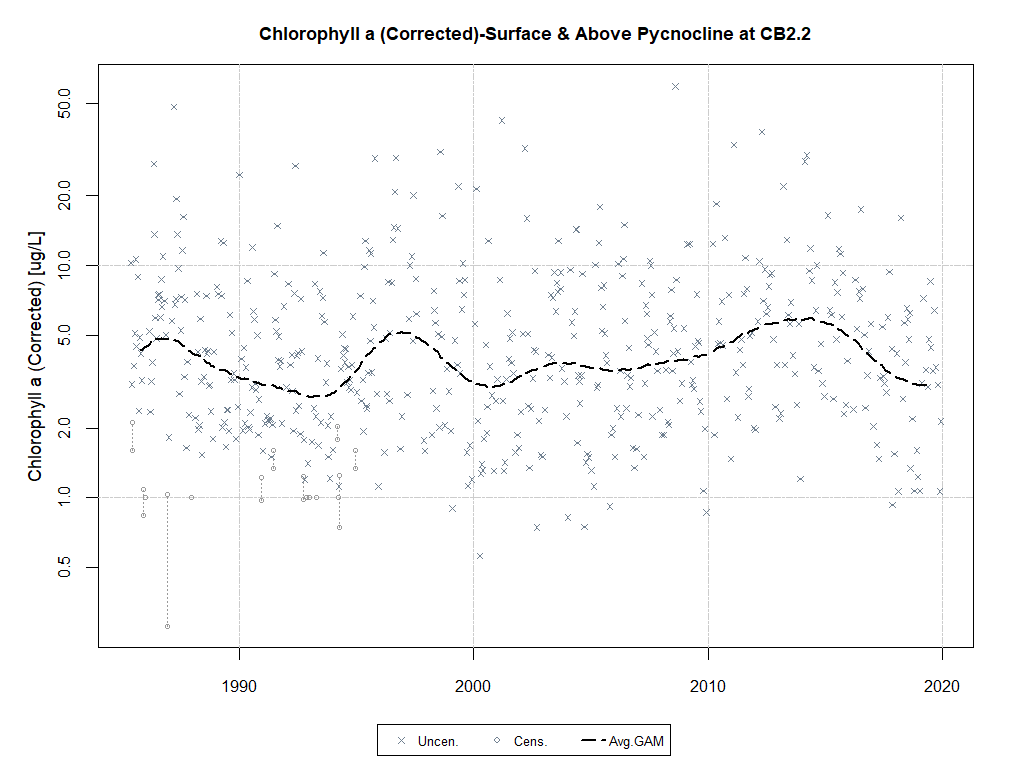 Chlorophyll a (Corrected)-Surface & Above Pycnocline at CB2.2
Chlorophyll a (Corrected) [ug/L]
50.0
20.0
10.0
5.0
2.0
1.0
0.5
1990 2000 2010 2020
Uncen. Cens. Avg.GAM